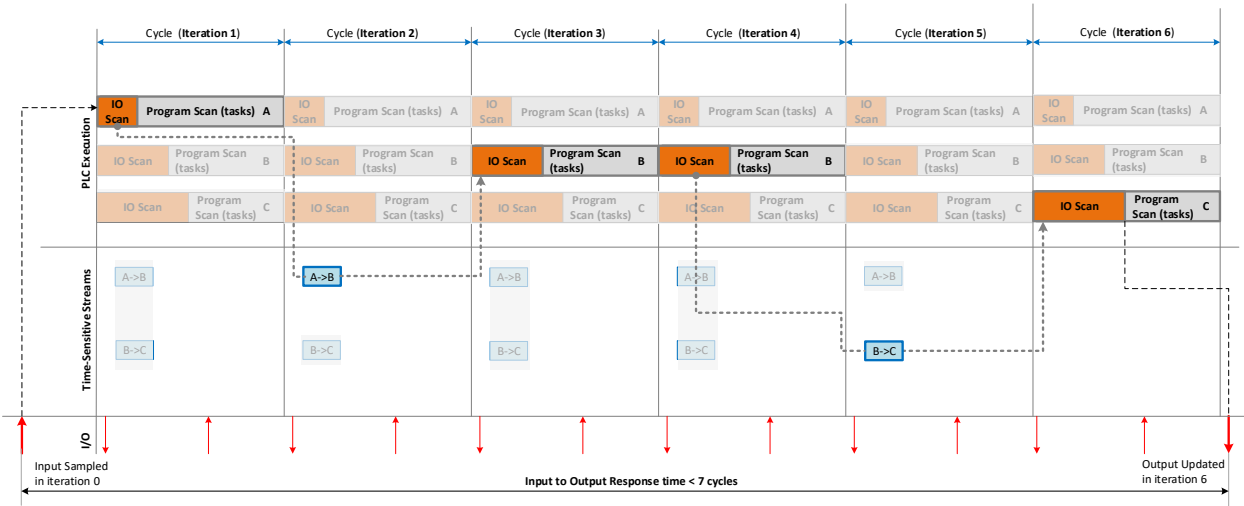 Cycle (Iteration 1)
Cycle (Iteration 2)
Cycle (Iteration 3)
Cycle (Iteration 4)
Cycle (Iteration 5)
Cycle (Iteration 6)
PLC Execution
IO
Scan
Program Scan (tasks) A
IO
Scan
Program Scan (tasks) A
IO
Scan
Program Scan (tasks) A
IO
Scan
Program Scan (tasks) A
IO
Scan
Program Scan (tasks) A
IO
Scan
Program Scan (tasks) A
IO Scan
Program Scan
(tasks)
B
IO Scan
Program Scan
(tasks)
B
IO Scan
Program Scan
(tasks)
B
IO Scan
Program Scan
(tasks)
B
IO Scan
Program Scan
(tasks)
B
IO Scan
Program Scan
(tasks)
B
IO Scan
Program
Scan (tasks)
C
IO Scan
Program
Scan (tasks)
C
IO Scan
Program
Scan (tasks)
C
IO Scan
Program
Scan (tasks)
C
IO Scan
Program
Scan (tasks)
C
IO Scan
Program
Scan (tasks)
C
Time-Sensitive Streams
A->B
A->B
A->B
A->B
A->B
B->C
B->C
B->C
B->C
B->C
I/O
Input Sampled
in iteration 0
Input to Output Response time < 7 cycles
Output Updated
in iteration 6